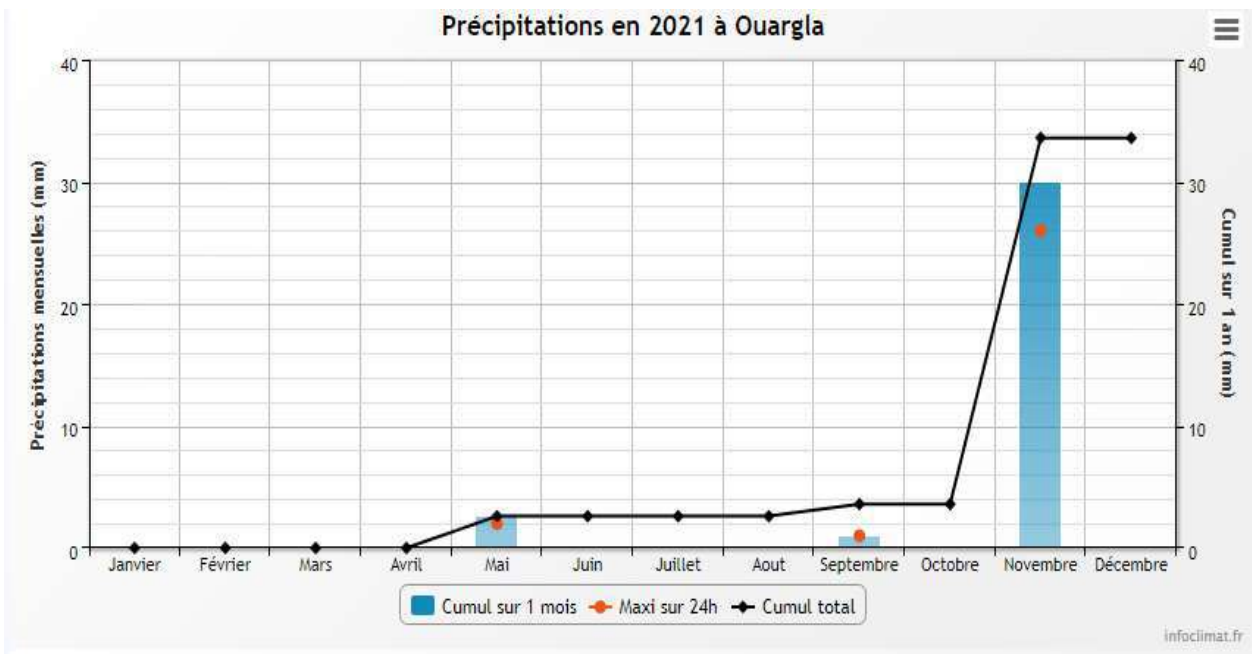 Précipitations en 2021 à Ouargla
Précipitations mensuelles (mm)
40
30
20
10
0
40
30
20
10
0
Cumul sur 1 an (mm)
Janvier Février Mars Avril Mai Juin Juillet Aout Septembre Octobre Novembre Décembre
Cumul sur 1 mois Maxi sur 24h Cumul total
infoclimat.fr